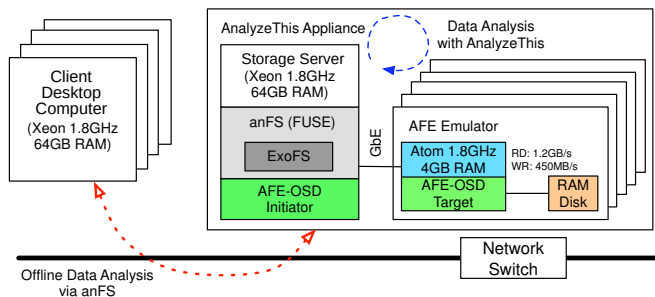 AnalyzeThis Appliance
Data Analysis
with AnalyzeThis
Storage Server
(Xeon 1.8GHz
64GB RAM)
Client
Desktop
Computer
(Xeon 1.8GHz
64GB RAM)
anFS (FUSE)
ExoFS
AFE-OSD
Initiator
GbE
AFE Emulator
Atom 1.8GHz
4GB RAM
RD: 1.2GB/s
WR: 450MB/s
AFE-OSD
Target
RAM
Disk
Network
Switch
Offline Data Analysis
via anFS